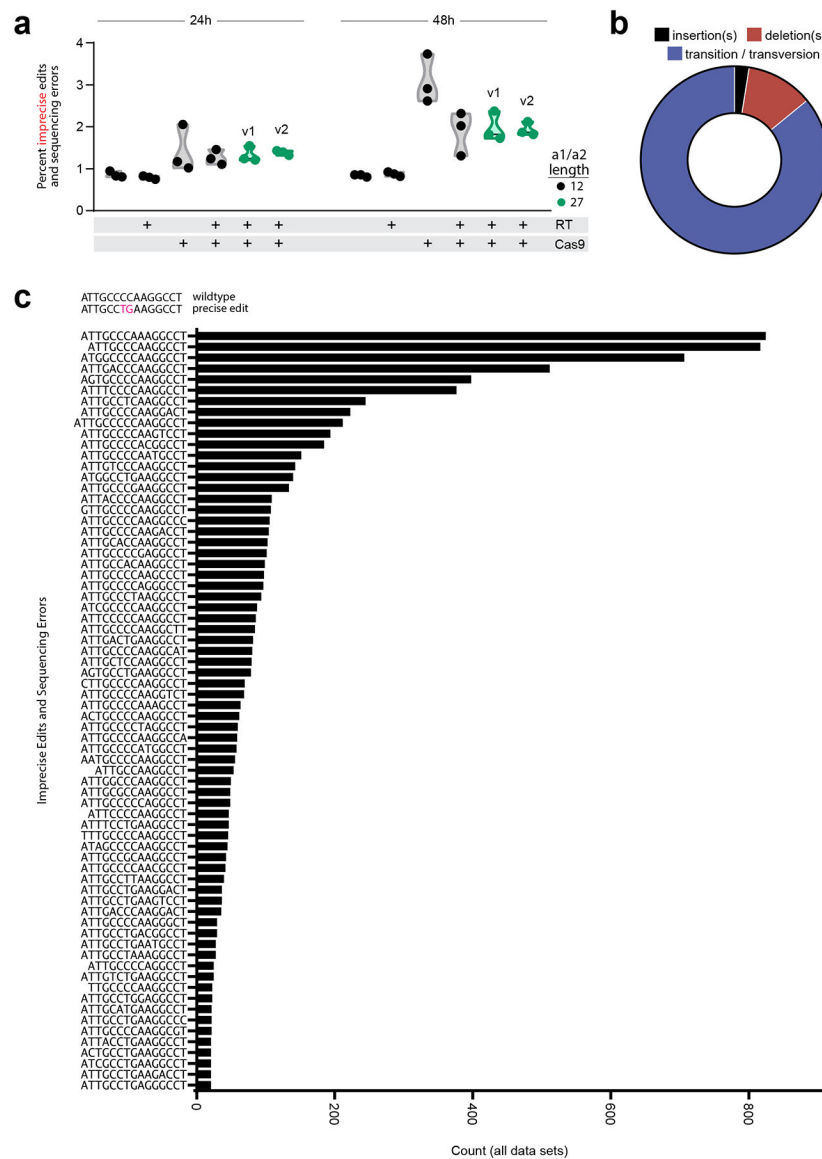 a
24h
48h
4
3
2
1
0
Percent imprecise edits
and sequencing errors
v1
v2
v1
v2
a1/a2
length
12
27
+ + + + + + + + RT
+ + + + + + + + Cas9
b
insertion(s)
deletion(s
transition / transversion
c
ATTGCCCCAAGGCCT wildtype
ATTGCCTGAAGGCCT precise edit
Imprecise Edits and Sequencing Errors
ATTGCCCAAAGGCCT
ATTGCCCAAGGCCT
ATGGCCCCAAGGCCT
ATTGACCCAAGGCCT
AGTGCCCCAAGGCCT
ATTTCCCCAAGGCCT
ATTGCCTCAAGGCCT
ATTGCCCCAAGGACT
ATTGCCCCCAAGGCCT
ATTGCCCCAAGTCCT
ATTGCCCCACGGCCT
ATTGCCCCAATGCCT
ATTGTCCCAAGGCCT
ATGGCCTGAAGGCCT
ATTGCCCGAAGGCCT
ATTACCCCAAGGCCT
GTTGCCCCAAGGCCT
ATTGCCCCAAGGCCC
ATTGCCCCAAGACCT
ATTGCACCAAGGCCT
ATTGCCCCGAGGCCT
ATTGCCACAAGGCCT
ATTGCCCCAAGCCCT
ATTGCCCCAGGGCCT
ATTGCCCTAAGGCCT
ATCGCCCCAAGGCCT
ATTCCCCCAAGGCCT
ATTGCCCCAAGGCTT
ATTGACTGAAGGCCT
ATTGCCCCAAGGCAT
ATTGCTCCAAGGCCT
AGTGCCTGAAGGCCT
CTTGCCCCAAGGCCT
ATTGCCCCAAGGTCT
ATTGCCCCAAAGCCT
ACTGCCCCAAGGCCT
ATTGCCCCTAGGCCT
ATTGCCCCAAGGCCA
ATTGCCCCATGGCCT
AATGCCCCAAGGCCT
ATTGCCAAGGCCT
ATTGGCCCAAGGCCT
ATTGCGCCAAGGCCT
ATTGCCCCCAGGCCT
ATTCCCCAAGGCCT
ATTTCCTGAAGGCCT
TTTGCCCCAAGGCCT
ATAGCCCCAAGGCCT
ATTGCCGCAAGGCCT
ATTGCCCCAACGCCT
ATTGCCTTAAGGCCT
ATTGCCTGAAGGACT
ATTGCCTGAAGTCCT
ATTGACCCAAGGACT
ATTGCCCCAAGGGCT
ATTGCCTGACGGCCT
ATTGCCTGAATGCCT
ATTGCCTAAAGGCCT
ATTGCCCCAGGCCT
ATTGTCTGAAGGCCT
TTGCCCCAAGGCCT
ATTGCCTGGAGGCCT
ATTGCATGAAGGCCT
ATTGCCTGAAGGCCC
ATTGCCCCAAGGCGT
ATTACCTGAAGGCCT
ACTGCCTGAAGGCCT
ATCGCCTGAAGGCCT
ATTGCCTGAAGACCT
ATTGCCTGAGGGCCT
0
200
400
600
800
Count (all data sets)